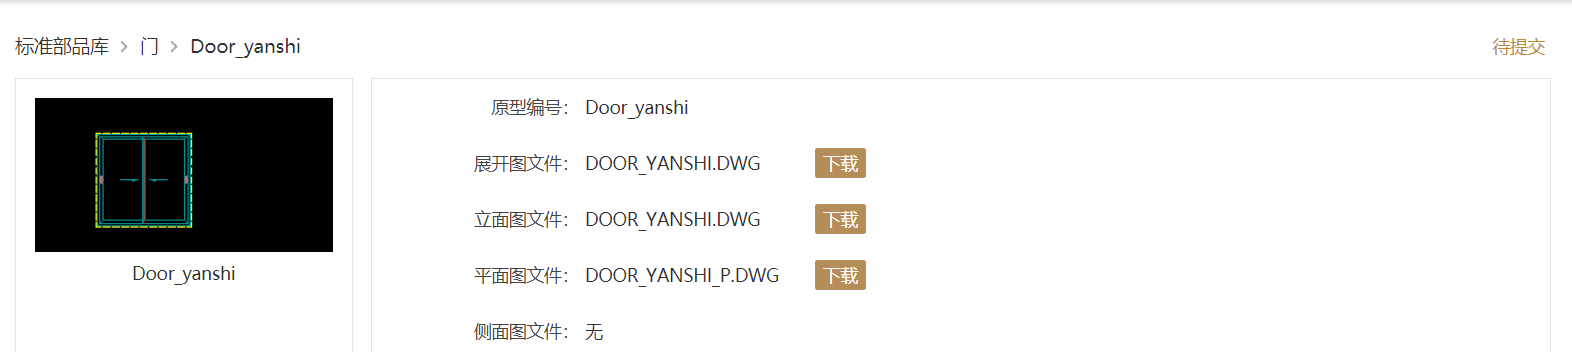 标准部品库 > 门 > Door_yanshi
待提交
Door_yanshi
原型编号： Door_yanshi
展开图文件： DOOR_YANSHI.DWG 下载
立面图文件： DOOR_YANSHI.DWG 下载
平面图文件： DOOR_YANSHI_P.DWG 下载
侧面图文件： 无